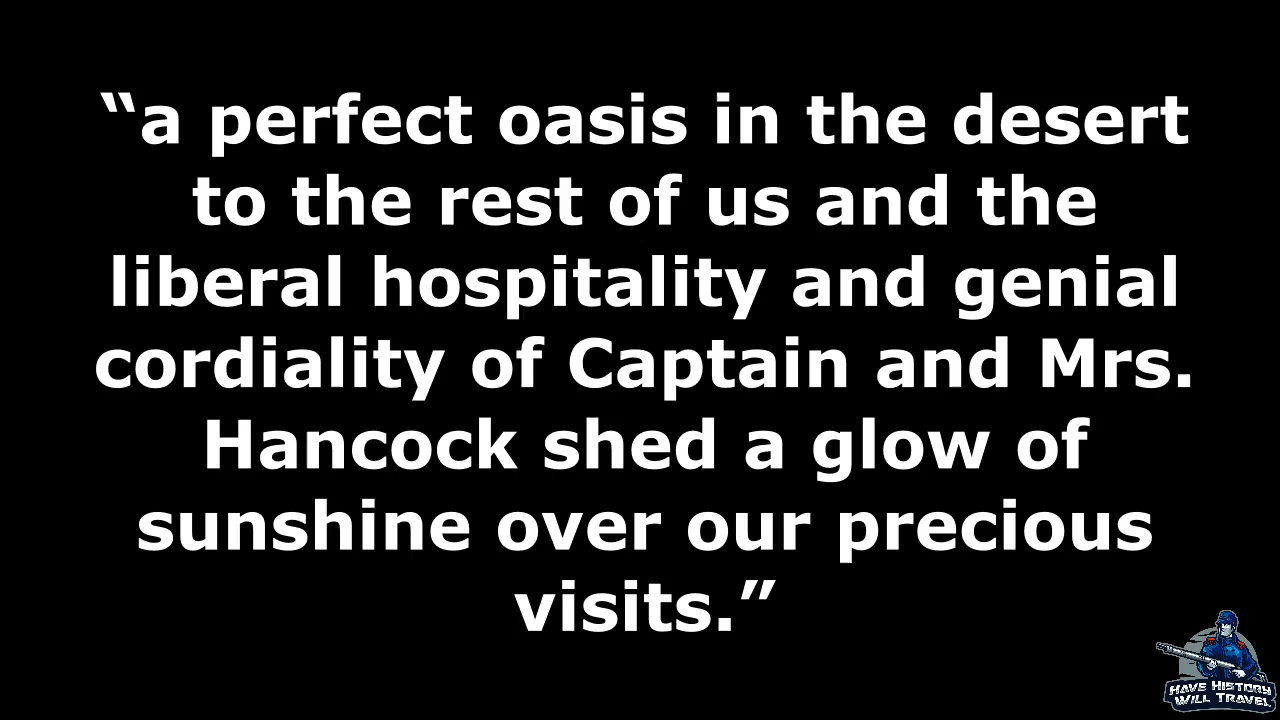 “a perfect oasis in the desert
to the rest of us and the
liberal hospitality and genial
cordiality of Captain and Mrs.
Hancock shed a glow of
sunshine over our precious
visits.”
HAVE HISTORY
WILL TRAVEL